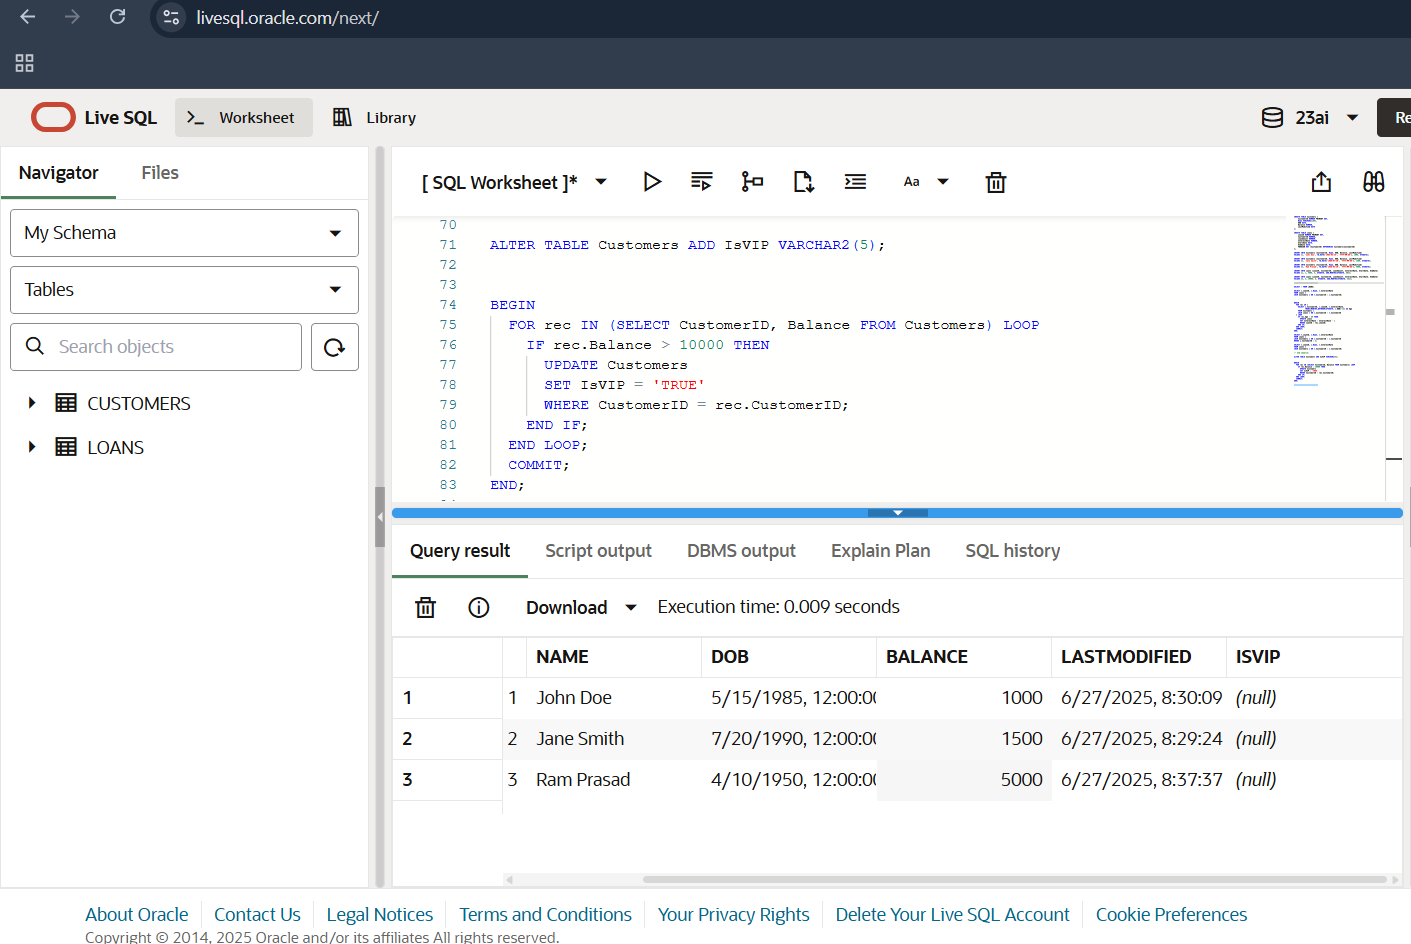 livesql.oracle.com/next/
Live SQL
Worksheet
Library
23ai
Re
Navigator
Files
My Schema
Tables
Search objects
CUSTOMERS
LOANS
[ SQL Worksheet ]*
Aa
70
71 ALTER TABLE Customers ADD IsVIP VARCHAR2(5);
72
73
74 BEGIN
75 FOR rec IN (SELECT CustomerID, Balance FROM Customers) LOOP
76 IF rec.Balance > 10000 THEN
77 UPDATE Customers
78 SET IsVIP = 'TRUE'
79 WHERE CustomerID = rec.CustomerID;
80 END IF;
81 END LOOP;
82 COMMIT;
83 END;
Query result Script output DBMS output Explain Plan SQL history
Download Execution time: 0.009 seconds
NAME DOB BALANCE LASTMODIFIED ISVIP
1 1 John Doe 5/15/1985, 12:00:00 1000 6/27/2025, 8:30:09 (null)
2 2 Jane Smith 7/20/1990, 12:00:00 1500 6/27/2025, 8:29:24 (null)
3 3 Ram Prasad 4/10/1950, 12:00:00 5000 6/27/2025, 8:37:37 (null)
About Oracle Contact Us Legal Notices Terms and Conditions Your Privacy Rights Delete Your Live SQL Account Cookie Preferences
Copyright © 2014, 2025 Oracle and/or its affiliates All rights reserved.